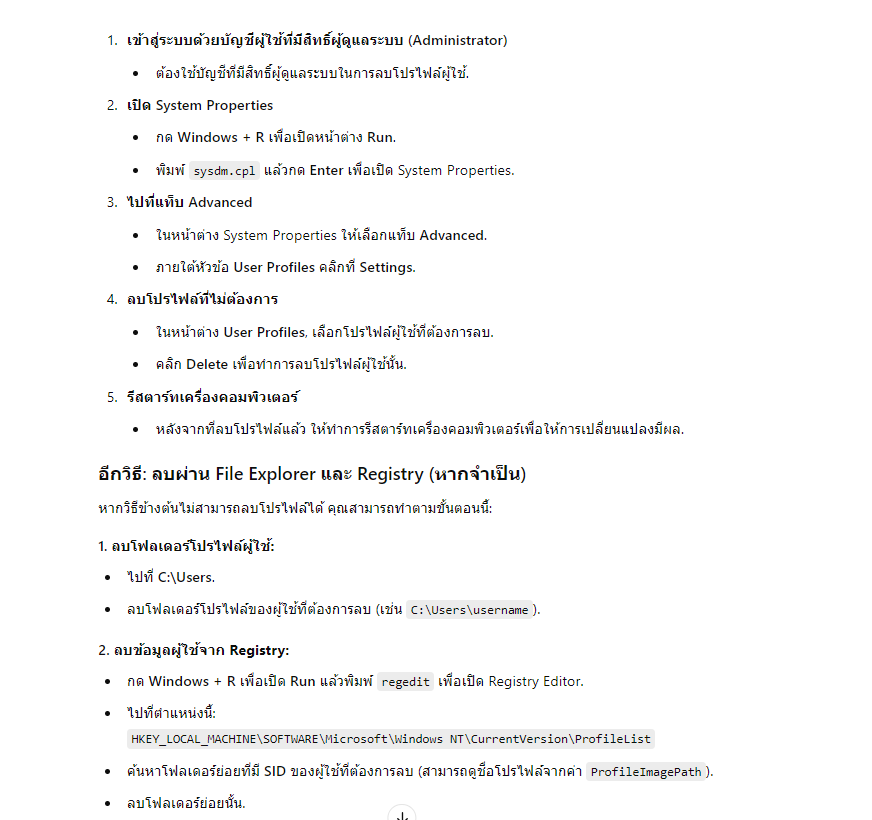 1. เข้าสู่ระบบด้วยบัญชีผู้ใช้ที่มีสิทธิ์ผู้ดูแลระบบ (Administrator)
• ต้องใช้บัญชีที่มีสิทธิ์ผู้ดูแลระบบในการลบโปรไฟล์ผู้ใช้.
2. เปิด System Properties
• กด Windows + R เพื่อเปิดหน้าต่าง Run.
• พิมพ์ sysdm.cpl แล้วกด Enter เพื่อเปิด System Properties.
3. ไปที่แท็บ Advanced
• ในหน้าต่าง System Properties ให้เลือกแท็บ Advanced.
• ภายใต้หัวข้อ User Profiles คลิกที่ Settings.
4. ลบโปรไฟล์ที่ไม่ต้องการ
• ในหน้าต่าง User Profiles, เลือกโปรไฟล์ผู้ใช้ที่ต้องการลบ.
• คลิก Delete เพื่อทำการลบโปรไฟล์ผู้ใช้นั้น.
5. รีสตาร์ทเครื่องคอมพิวเตอร์
• หลังจากที่ลบโปรไฟล์แล้ว ให้ทำการรีสตาร์ทเครื่องคอมพิวเตอร์เพื่อให้การเปลี่ยนแปลงมีผล.
อีกวิธี: ลบผ่าน File Explorer และ Registry (หากจำเป็น)
หากวิธีข้างต้นไม่สามารถลบโปรไฟล์ได้ คุณสามารถทำตามขั้นตอนนี้:
1. ลบโฟลเดอร์โปรไฟล์ผู้ใช้:
• ไปที่ C:\Users.
• ลบโฟลเดอร์โปรไฟล์ของผู้ใช้ที่ต้องการลบ (เช่น C:\Users\username).
2. ลบข้อมูลผู้ใช้จาก Registry:
• กด Windows + R เพื่อเปิด Run แล้วพิมพ์ regedit เพื่อเปิด Registry Editor.
• ไปที่ตำแหน่งนี้:
HKEY_LOCAL_MACHINE\SOFTWARE\Microsoft\Windows NT\CurrentVersion\ProfileList
• ค้นหาโฟลเดอร์ย่อยที่มี SID ของผู้ใช้ที่ต้องการลบ (สามารถดูชื่อโปรไฟล์จากค่า ProfileImagePath).
• ลบโฟลเดอร์ย่อยนั้น.